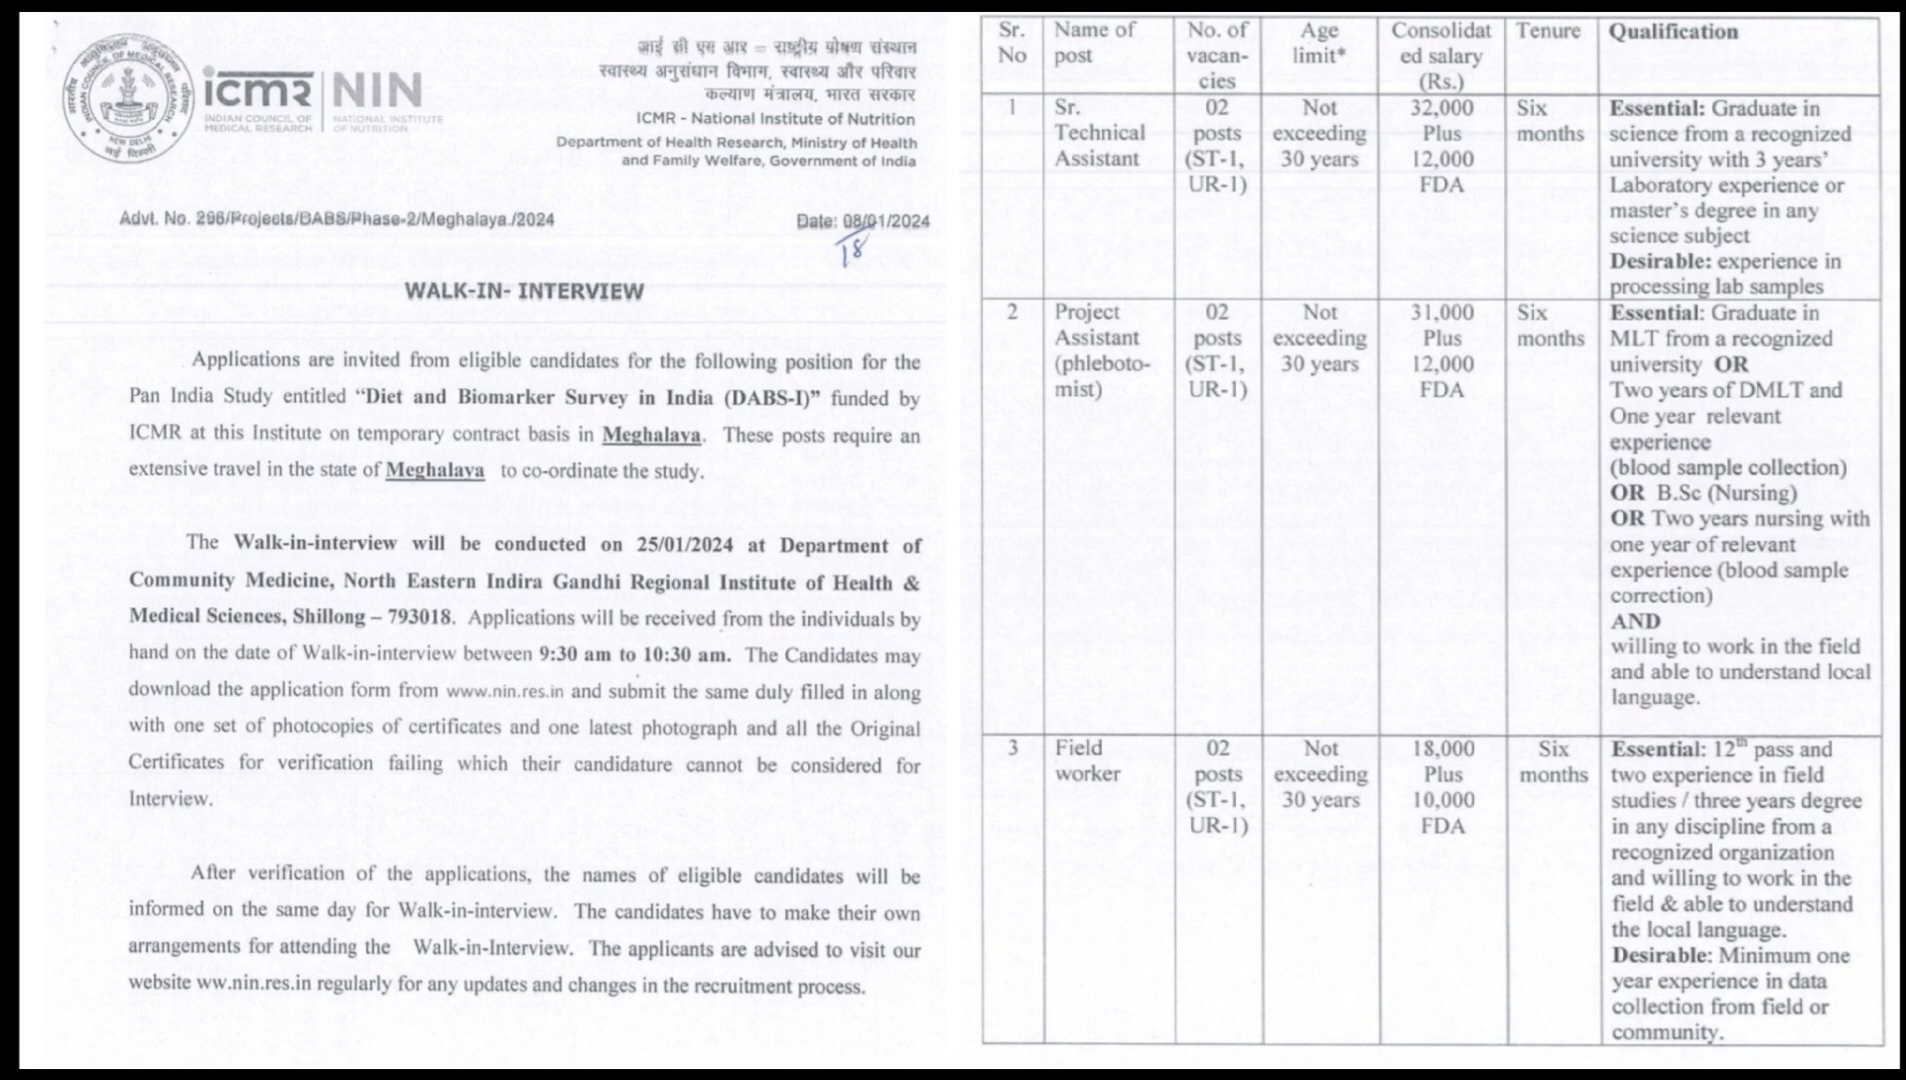 INDIAN COUNCIL OF MEDICAL RESEARCH
NEW DELHI
नई दिल्ली
icmr
INDIAN COUNCIL OF
MEDICAL RESEARCH
NIN
NATIONAL INSTITUTE
OF NUTRITION
आई सी एम आर – राष्ट्रीय पोषण संस्थान
स्वास्थ्य अनुसंधान विभाग, स्वास्थ्य और परिवार
कल्याण मंत्रालय, भारत सरकार
ICMR - National Institute of Nutrition
Department of Health Research, Ministry of Health
and Family Welfare, Government of India
Advt. No. 296/Projects/DABS/Phase-2/Meghalaya./2024
Date: 08/01/2024
18
WALK-IN- INTERVIEW
Applications are invited from eligible candidates for the following position for the
Pan India Study entitled “Diet and Biomarker Survey in India (DABS-I)” funded by
ICMR at this Institute on temporary contract basis in Meghalaya. These posts require an
extensive travel in the state of Meghalaya to co-ordinate the study.
The Walk-in-interview will be conducted on 25/01/2024 at Department of
Community Medicine, North Eastern Indira Gandhi Regional Institute of Health &
Medical Sciences, Shillong – 793018. Applications will be received from the individuals by
hand on the date of Walk-in-interview between 9:30 am to 10:30 am. The Candidates may
download the application form from www.nin.res.in and submit the same duly filled in along
with one set of photocopies of certificates and one latest photograph and all the Original
Certificates for verification failing which their candidature cannot be considered for
Interview.
After verification of the applications, the names of eligible candidates will be
informed on the same day for Walk-in-interview. The candidates have to make their own
arrangements for attending the Walk-in-Interview. The applicants are advised to visit our
website ww.nin.res.in regularly for any updates and changes in the recruitment process.
Sr. Name of No. of Age Consolidat Tenure Qualification
No post vacan- limit* ed salary
cies (Rs.)
1 Sr. 02 Not 32,000 Six Essential: Graduate in
Technical posts exceeding Plus months science from a recognized
Assistant (ST-1, 30 years 12,000 university with 3 years’
UR-1) FDA Laboratory experience or
master’s degree in any
science subject
Desirable: experience in
processing lab samples
2 Project 02 Not 31,000 Six Essential: Graduate in
Assistant posts exceeding Plus months MLT from a recognized
(phleboto- (ST-1, 30 years 12,000 university OR
mist) UR-1) FDA Two years of DMLT and
One year relevant
experience
(blood sample collection)
OR B.Sc (Nursing)
OR Two years nursing with
one year of relevant
experience (blood sample
correction)
AND
willing to work in the field
and able to understand local
language.
3 Field 02 Not 18,000 Six Essential: 12th pass and
worker posts exceeding Plus months two experience in field
(ST-1, 30 years 10,000 studies / three years degree
UR-1) FDA in any discipline from a
recognized organization
and willing to work in the
field & able to understand
the local language.
Desirable: Minimum one
year experience in data
collection from field or
community.